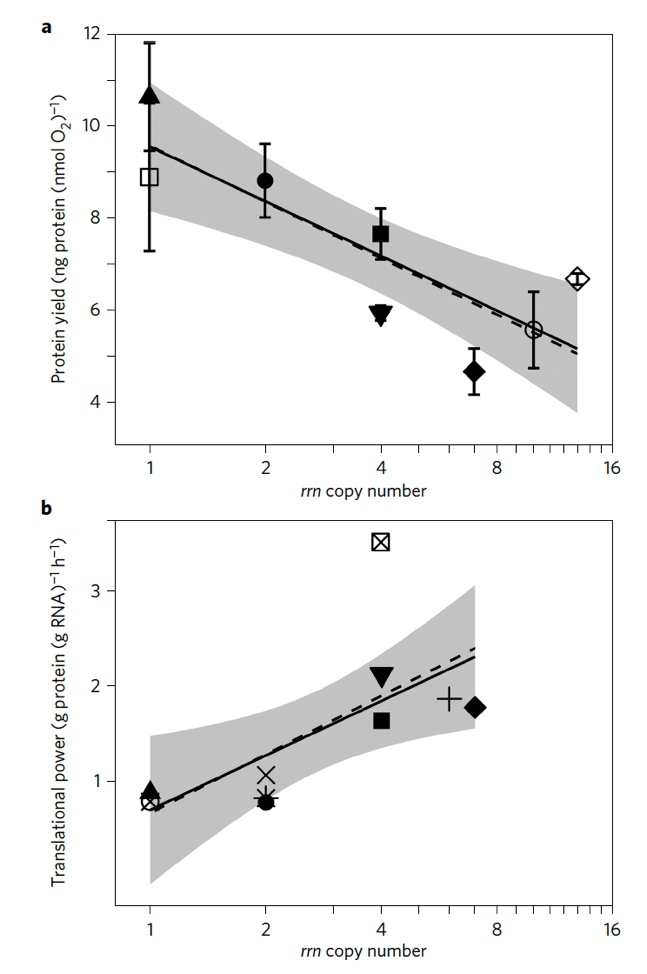 a
Protein yield (ng protein (nmol O₂)⁻¹)
12
10
8
6
4
1 2 4 8 16
rrn copy number
b
Translational power (g protein (g RNA)⁻¹ h⁻¹)
3
2
1
1 2 4 8 16
rrn copy number